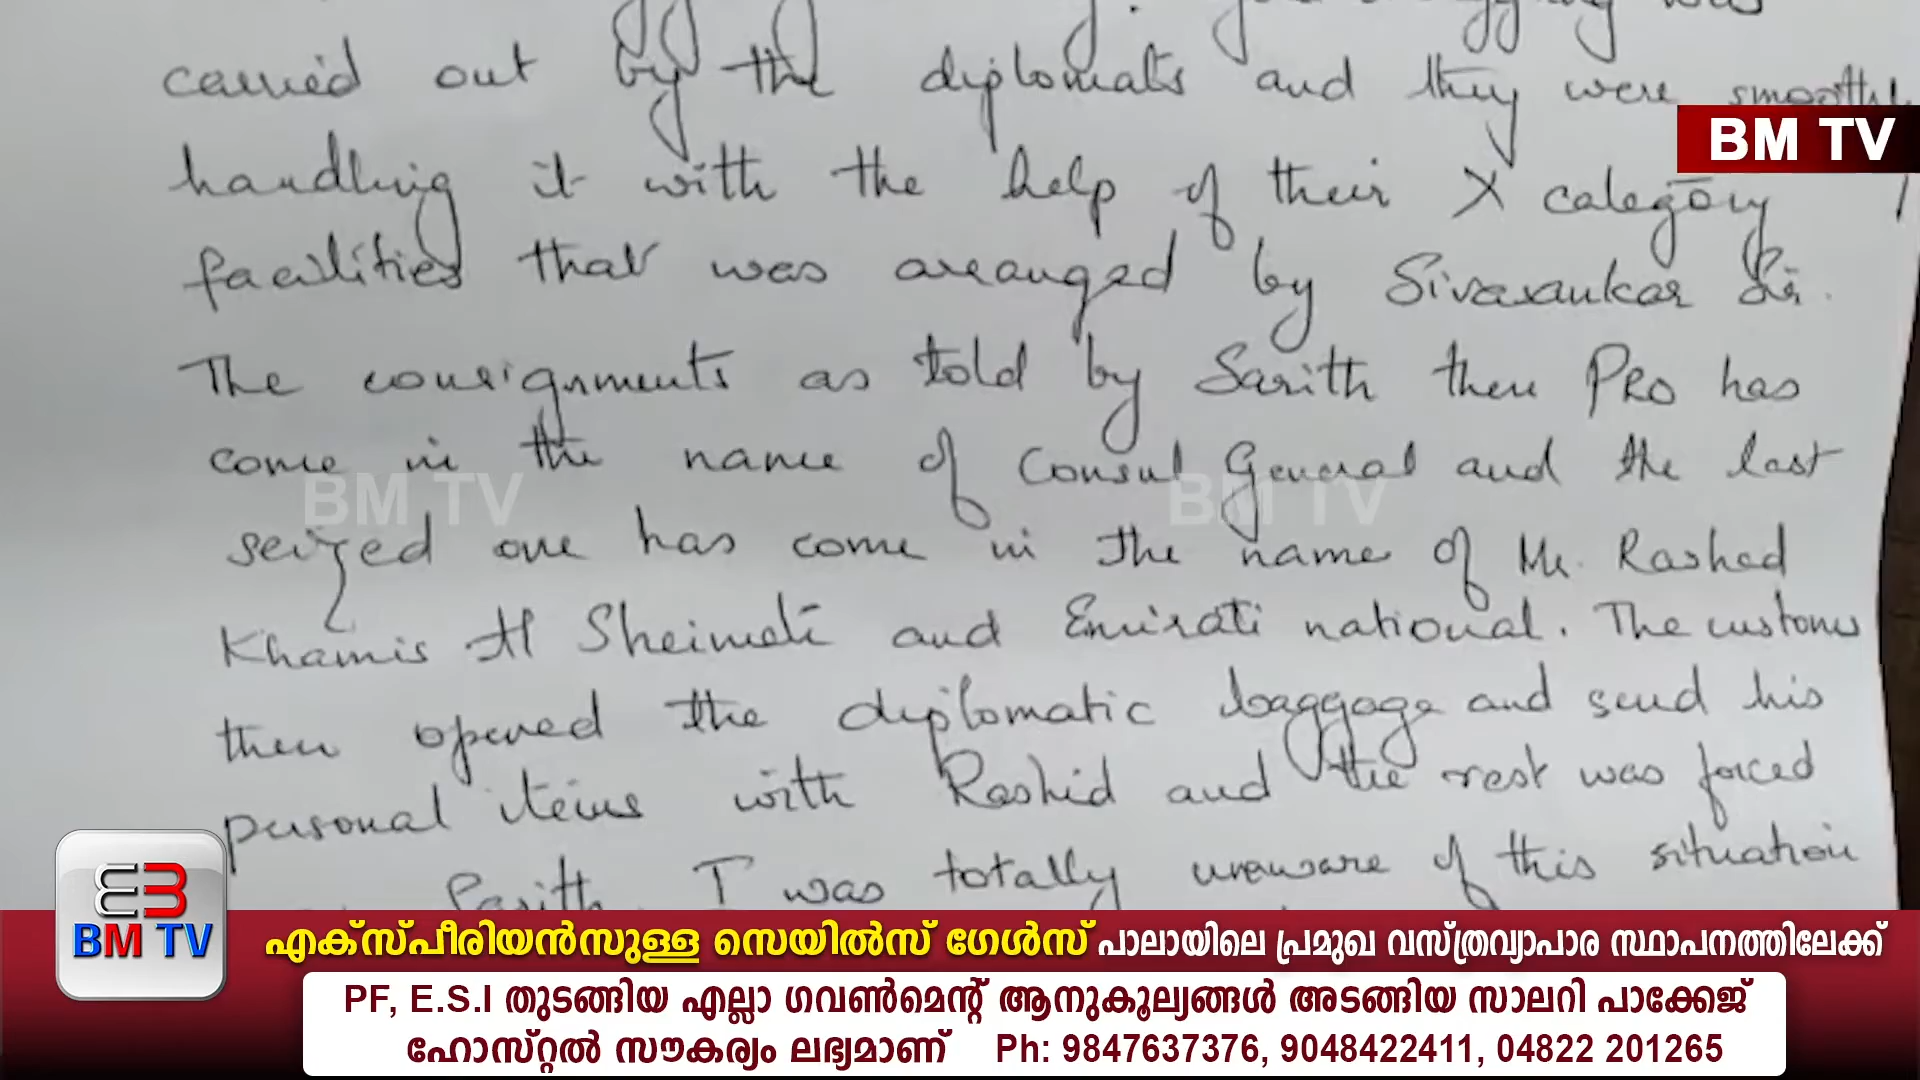 carried out by the diplomats and they were smoothly
BM TV
handling it with the help of their X category
facilities that was arranged by Sivasankar Sir.
The consignments as told by Sarith then PRO has
come in the name of Consul General and the last
BM TV BM TV
seized one has come in the name of Mr. Rashed
Khamis Al Sheimeti and Emirati national. The customs
then opened the diplomatic baggage and send his
personal items with Rashid and the rest was forced
Sarith. I was totally unaware of this situation
BM TV
എക്സ്പീരിയൻസുള്ള സെയിൽസ് ഗേൾസ് പാലായിലെ പ്രമുഖ വസ്ത്രവ്യാപാര സ്ഥാപനത്തിലേക്ക്
PF, E.S.I തുടങ്ങിയ എല്ലാ ഗവൺമെന്റ് ആനുകൂല്യങ്ങൾ അടങ്ങിയ സാലറി പാക്കേജ്
ഹോസ്റ്റൽ സൗകര്യം ലഭ്യമാണ് Ph: 9847637376, 9048422411, 04822 201265